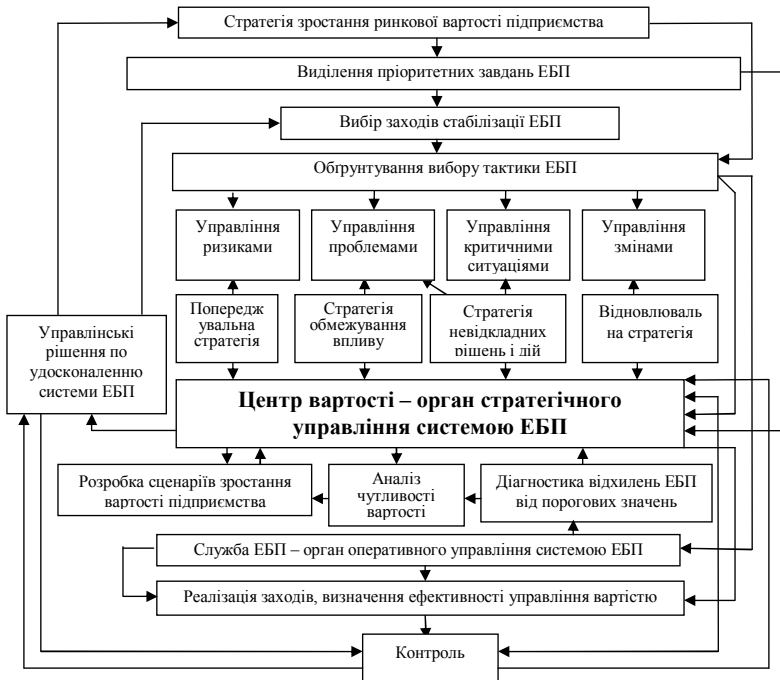 Стратегія зростання ринкової вартості підприємства
Виділення пріоритетних завдань ЕБП
Вибір заходів стабілізації ЕБП
Обґрунтування вибору тактики ЕБП
Управління
ризиками
Управління
проблемами
Управління
критичними
ситуаціями
Управління
змінами
Попередж
увальна
стратегія
Стратегія
обмежування
впливу
Стратегія
невідкладних
рішень і дій
Відновлюваль
на стратегія
Управлінські
рішення по
удосконаленню
системи ЕБП
Центр вартості – орган стратегічного
управління системою ЕБП
Розробка сценаріїв зростання
вартості підприємства
Аналіз
чутливості
вартості
Діагностика відхилень ЕБП
від порогових значень
Служба ЕБП – орган оперативного управління системою ЕБП
Реалізація заходів, визначення ефективності управління вартістю
Контроль